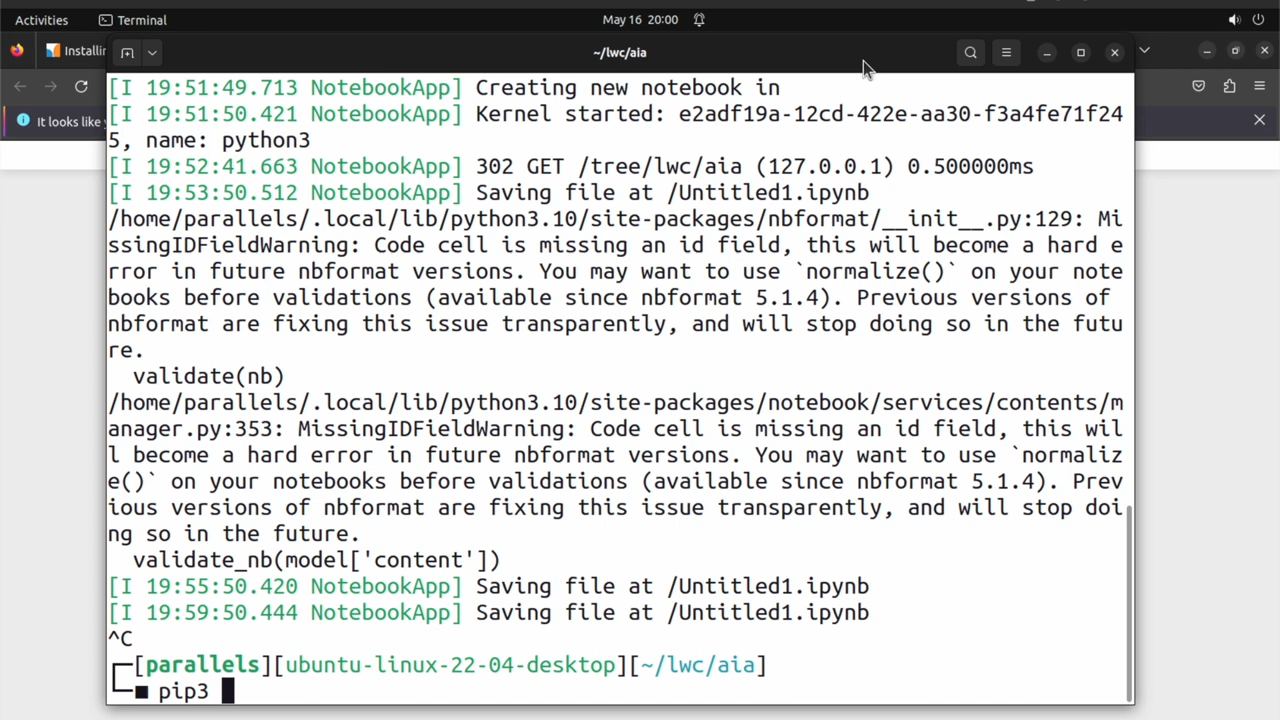 Activities
Terminal
May 16 20:00
Installin
~/lwc/aia
It looks like y
[I 19:51:49.713 NotebookApp] Creating new notebook in
[I 19:51:50.421 NotebookApp] Kernel started: e2adf19a-12cd-422e-aa30-f3a4fe71f24
5, name: python3
[I 19:52:41.663 NotebookApp] 302 GET /tree/lwc/aia (127.0.0.1) 0.500000ms
[I 19:53:50.512 NotebookApp] Saving file at /Untitled1.ipynb
/home/parallels/.local/lib/python3.10/site-packages/nbformat/__init__.py:129: Mi
ssingIDFieldWarning: Code cell is missing an id field, this will become a hard e
rror in future nbformat versions. You may want to use `normalize()` on your note
books before validations (available since nbformat 5.1.4). Previous versions of
nbformat are fixing this issue transparently, and will stop doing so in the futu
re.
  validate(nb)
/home/parallels/.local/lib/python3.10/site-packages/notebook/services/contents/m
anager.py:353: MissingIDFieldWarning: Code cell is missing an id field, this wil
l become a hard error in future nbformat versions. You may want to use `normaliz
e()` on your notebooks before validations (available since nbformat 5.1.4). Prev
ious versions of nbformat are fixing this issue transparently, and will stop doi
ng so in the future.
  validate_nb(model['content'])
[I 19:55:50.420 NotebookApp] Saving file at /Untitled1.ipynb
[I 19:59:50.444 NotebookApp] Saving file at /Untitled1.ipynb
^C
┌─[parallels][ubuntu-linux-22-04-desktop][~/lwc/aia]
└─■ pip3